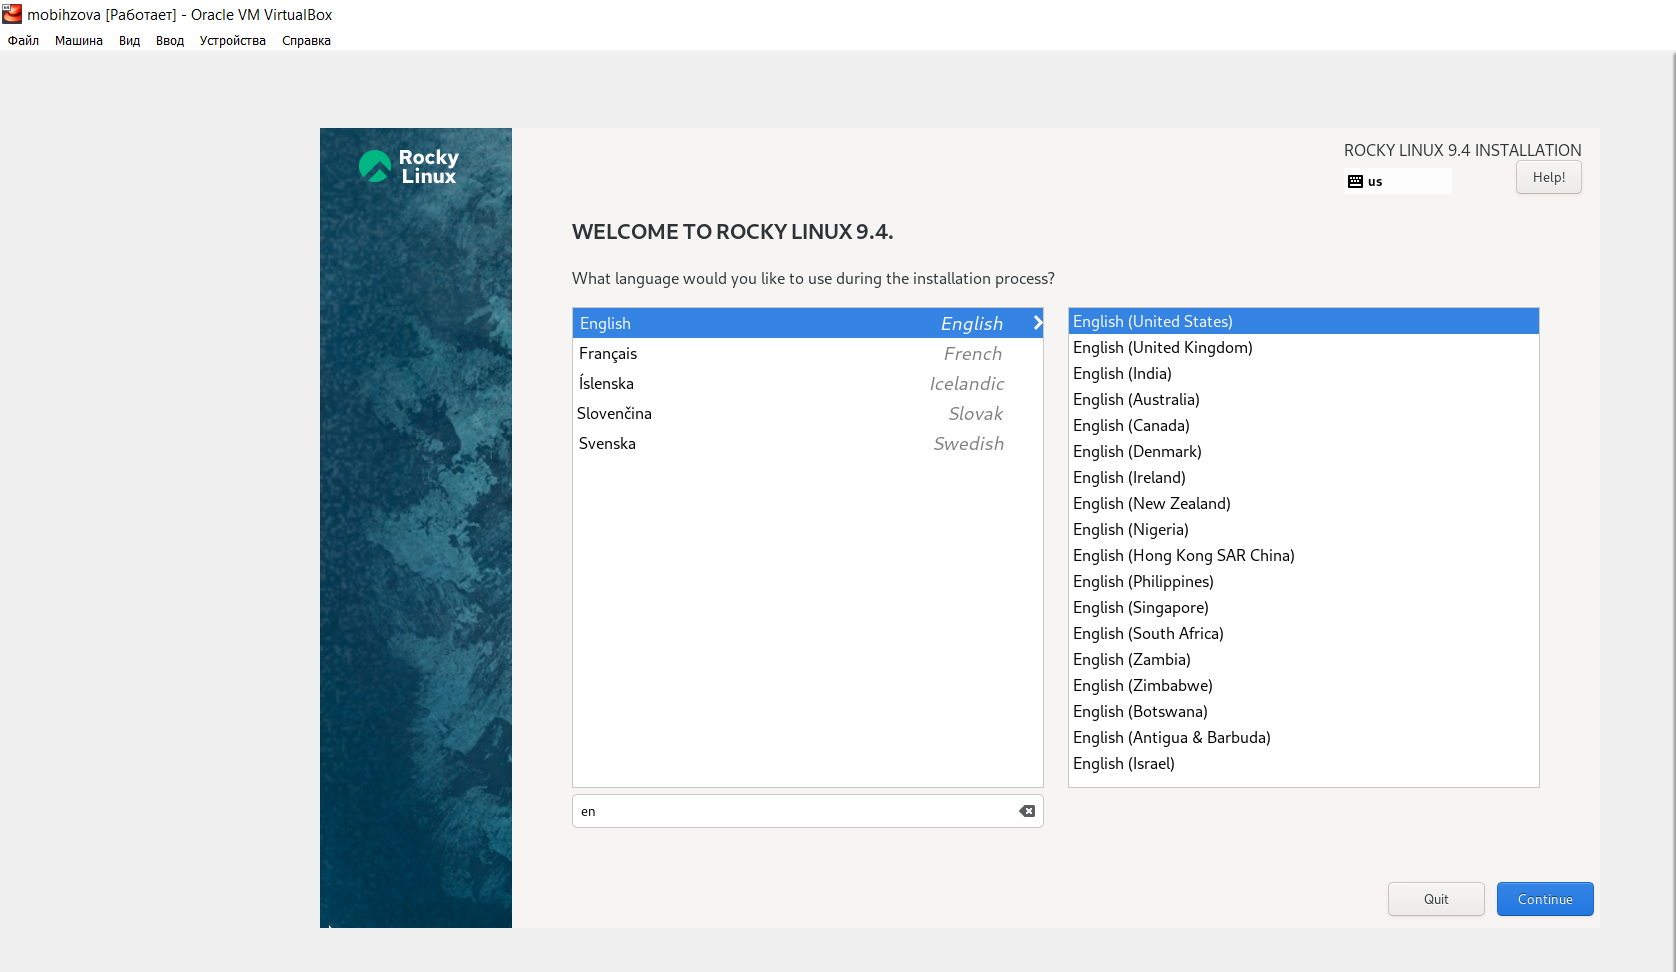 mobihzova [Работает] - Oracle VM VirtualBox
Файл Машина Вид Ввод Устройства Справка
Rocky
Linux
ROCKY LINUX 9.4 INSTALLATION
us
Help!
WELCOME TO ROCKY LINUX 9.4.
What language would you like to use during the installation process?
English English
Français French
Íslenska Icelandic
Slovenčina Slovak
Svenska Swedish
English (United States)
English (United Kingdom)
English (India)
English (Australia)
English (Canada)
English (Denmark)
English (Ireland)
English (New Zealand)
English (Nigeria)
English (Hong Kong SAR China)
English (Philippines)
English (Singapore)
English (South Africa)
English (Zambia)
English (Zimbabwe)
English (Botswana)
English (Antigua & Barbuda)
English (Israel)
en
Quit Continue